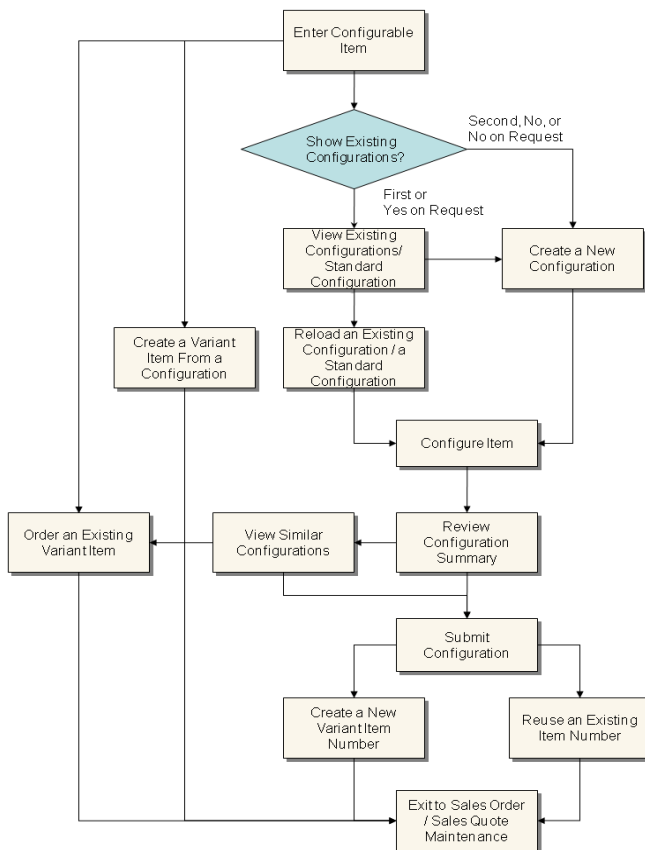 Enter Configurable
Item
Show Existing
Configurations?
Second, No, or
No on Request
First or
Yes on Request
View Existing
Configurations/
Standard
Configuration
Create a New
Configuration
Create a Variant
Item From a
Configuration
Reload an Existing
Configuration / a
Standard
Configuration
Configure Item
Order an Existing
Variant Item
View Similar
Configurations
Review
Configuration
Summary
Submit
Configuration
Create a New
Variant Item
Number
Reuse an Existing
Item Number
Exit to Sales Order
/ Sales Quote
Maintenance